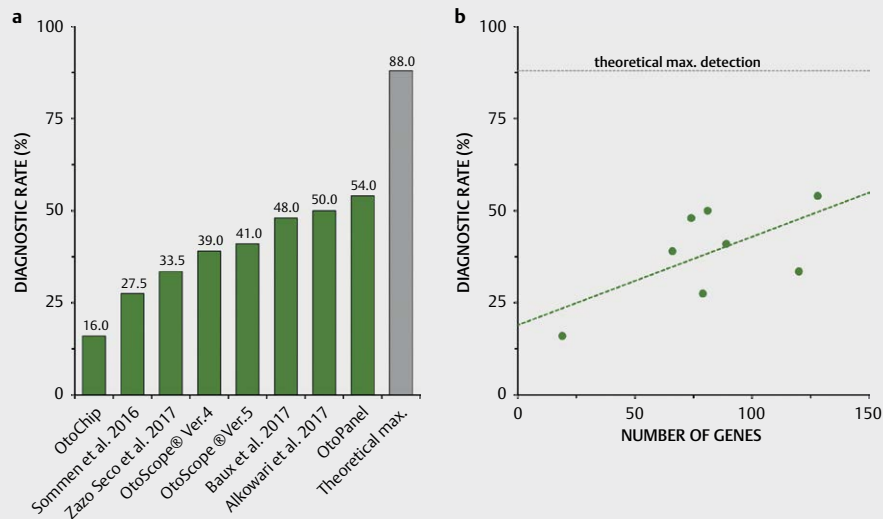 a
100
75
50
25
0
DIAGNOSTIC RATE (%)
16.0
27.5
33.5
39.0
41.0
48.0
50.0
54.0
88.0
OtoChip
Sommen et al. 2016
Zazo Seco et al. 2017
OtoScope® Ver.4
OtoScope ®Ver.5
Baux et al. 2017
Alkowari et al. 2017
OtoPanel
Theoretical max.
b
100
75
50
25
0
DIAGNOSTIC RATE (%)
theoretical max. detection
0
50
100
150
NUMBER OF GENES